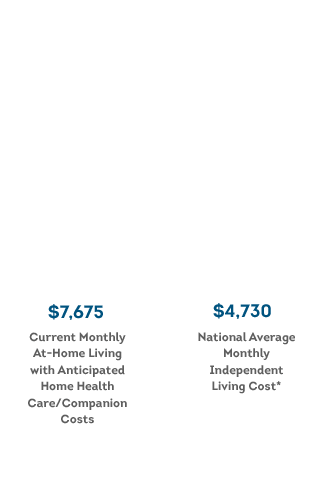 $7,675
Current Monthly
At-Home Living
with Anticipated
Home Health
Care/Companion
Costs
$4,730
National Average
Monthly
Independent
Living Cost*